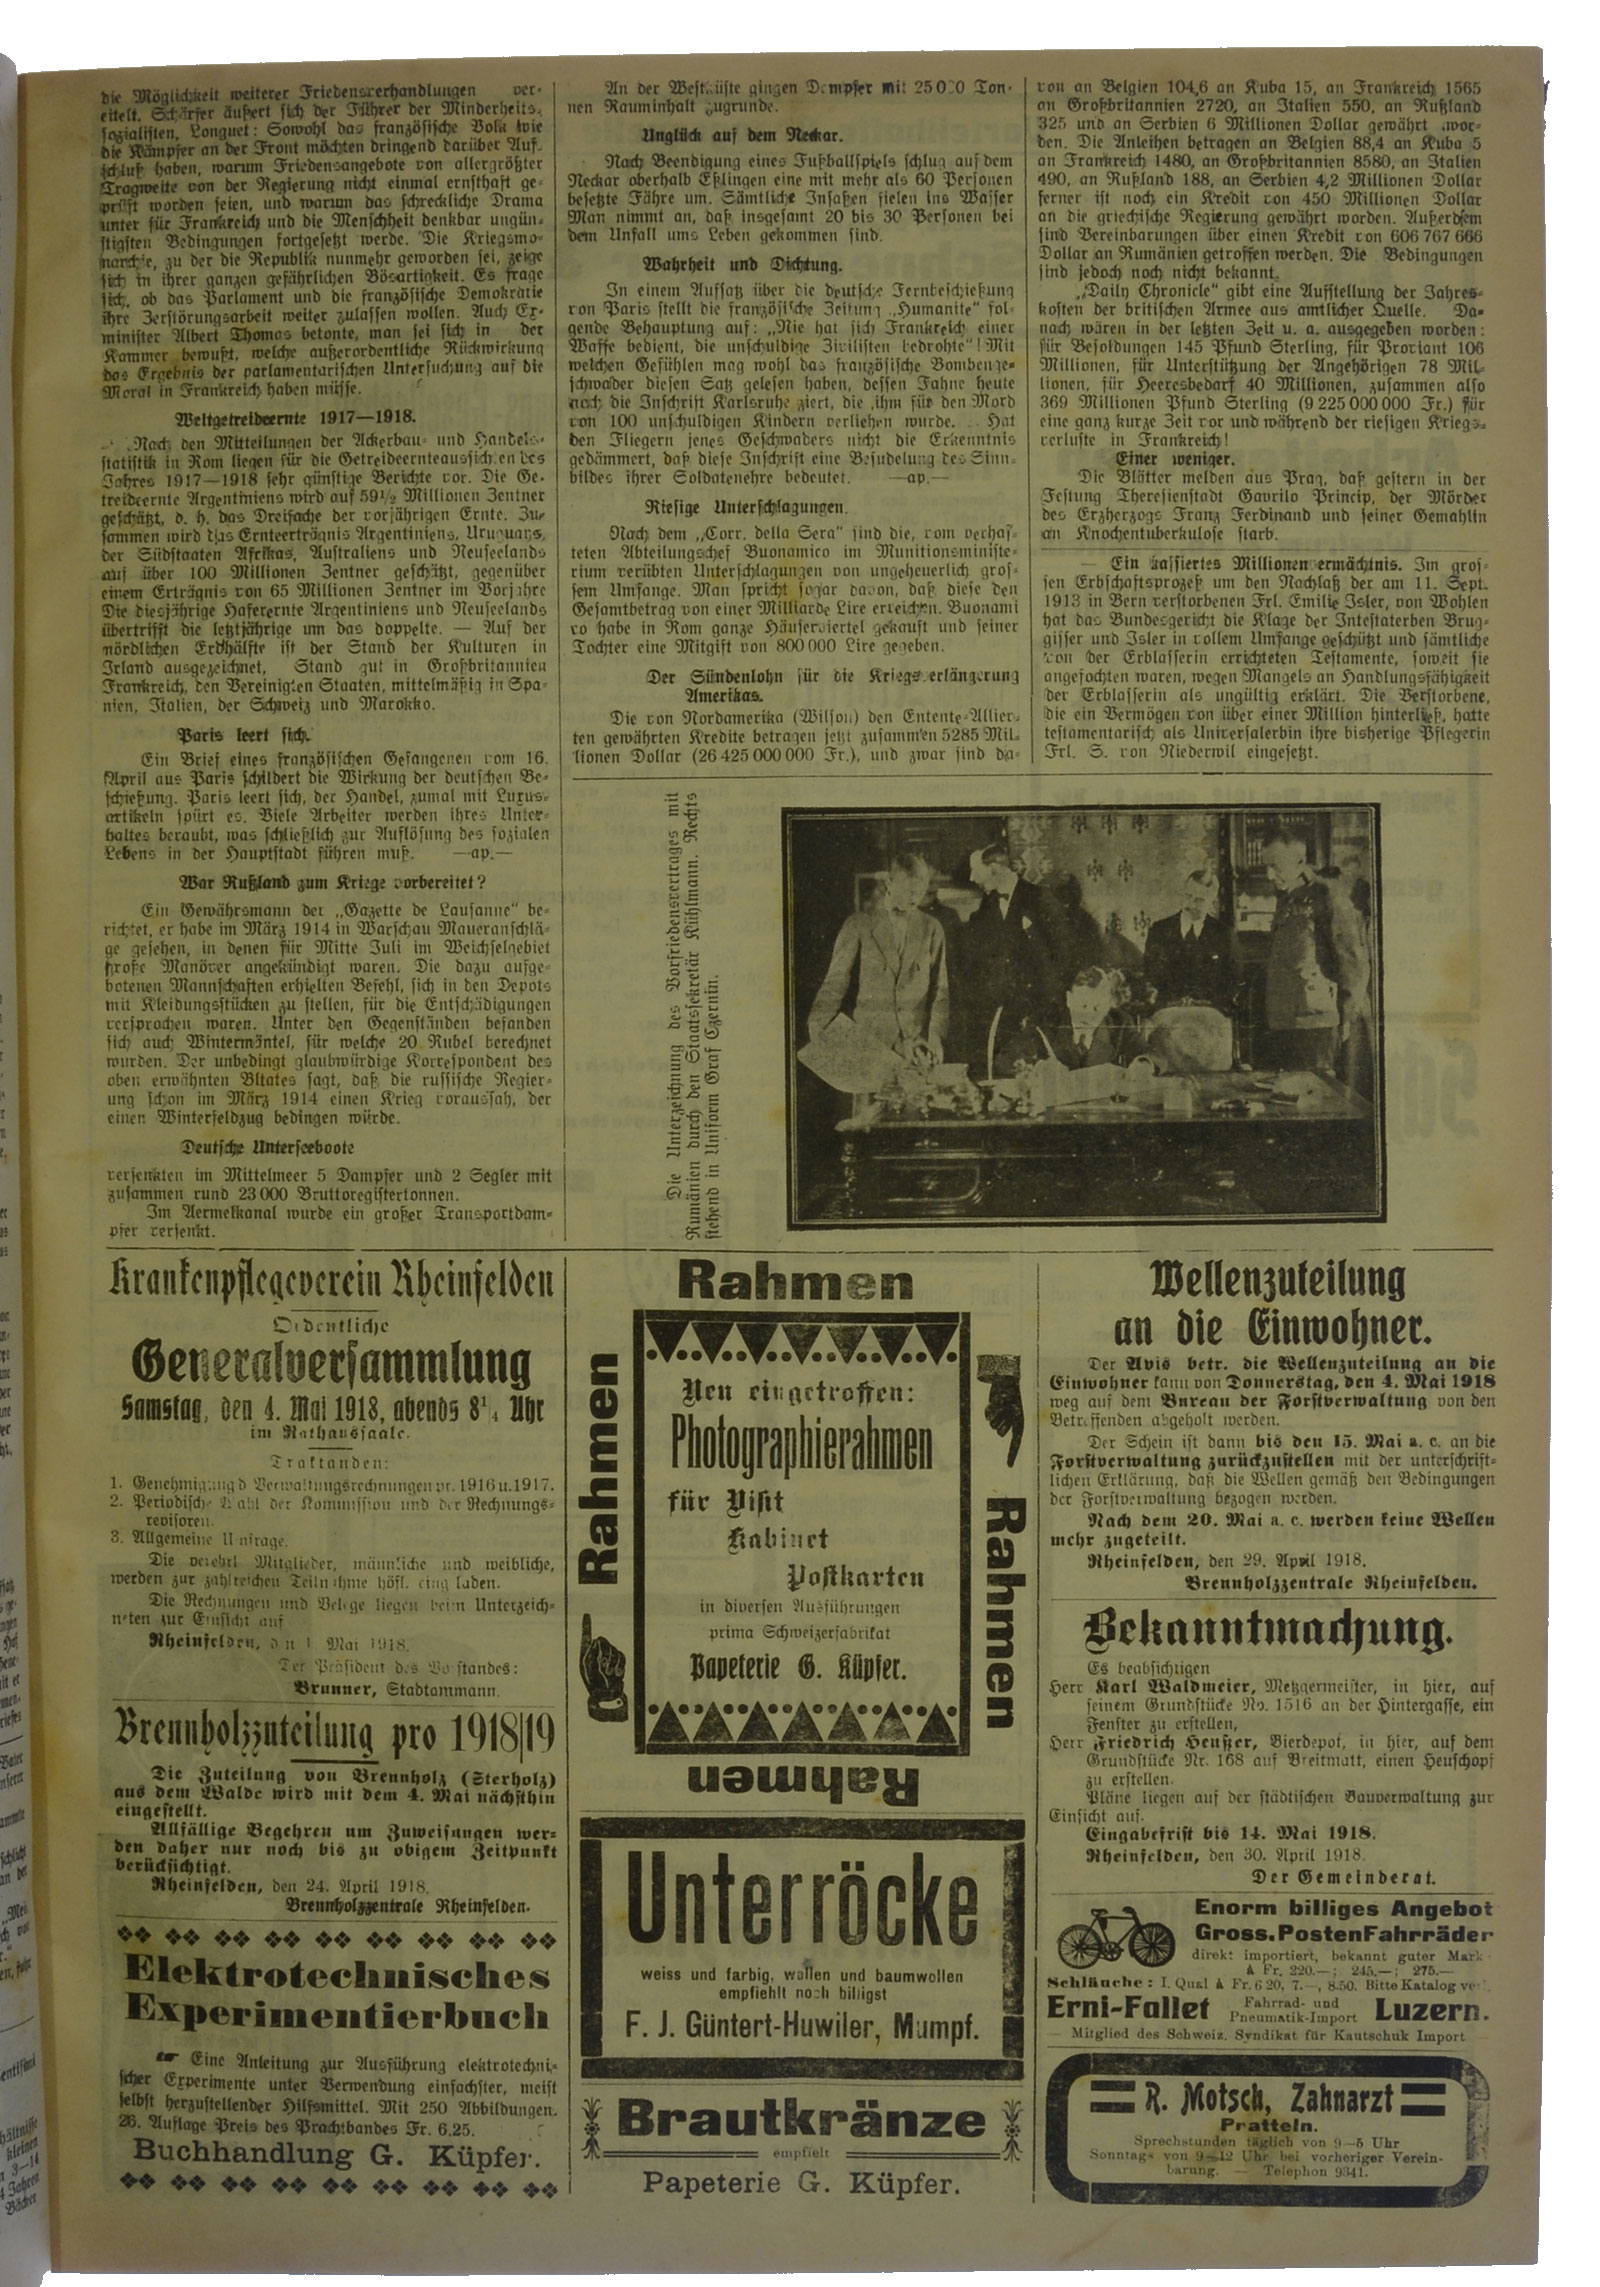 die Möglichkeit weiterer Friedensverhandlungen ver-
eitelt. Schärfer äußert sich der Führer der Minderheits-
sozialisten, Longuet: Sowohl das französische Volk wie
die Kämpfer an der Front möchten dringend darüber Auf-
schluß haben, warum Friedensangebote von allergrößter
Tragweite von der Regierung nicht einmal ernsthaft ge-
prüft worden seien, und warum das schreckliche Drama
unter für Frankreich und die Menschheit denkbar ungün-
stigsten Bedingungen fortgesetzt werde. Die Kriegsmo-
narchie, zu der die Republik nunmehr geworden sei, zeige
sich in ihrer ganzen gefährlichen Bösartigkeit. Es frage
sich, ob das Parlament und die französische Demokratie
ihre Zerstörungsarbeit weiter zulassen wollen. Auch Ex-
minister Albert Thomas betonte, man sei sich in der
Kammer bewußt, welche außerordentliche Rückwirkung
das Ergebnis der parlamentarischen Untersuchung auf die
Moral in Frankreich haben müsse.
Weltgetreideernte 1917—1918.
Nach den Mitteilungen der Ackerbau- und Handels-
statistik in Rom liegen für die Getreideernteaussichten des
Jahres 1917—1918 sehr günstige Berichte vor. Die Ge-
treideernte Argentiniens wird auf 59½ Millionen Zentner
geschätzt, d. h. das Dreifache der vorjährigen Ernte. Zu-
sammen wird das Ernteerträgnis Argentiniens, Uruguays,
der Südstaaten Afrikas, Australiens und Neuseelands
auf über 100 Millionen Zentner geschätzt, gegenüber
einem Erträgnis von 65 Millionen Zentner im Vorjahre
Die diesjährige Haferernte Argentiniens und Neuseelands
übertrifft die letztjährige um das doppelte. — Auf der
nördlichen Erdhälfte ist der Stand der Kulturen in
Irland ausgezeichnet, Stand gut in Großbritannien
Frankreich, den Vereinigten Staaten, mittelmäßig in Spa-
nien, Italien, der Schweiz und Marokko.
Paris leert sich.
Ein Brief eines französischen Gefangenen vom 16.
April aus Paris schildert die Wirkung der deutschen Be-
schießung. Paris leert sich, der Handel, zumal mit Luxus-
artikeln spürt es. Viele Arbeiter werden ihres Unter-
haltes beraubt, was schließlich zur Auflösung des sozialen
Lebens in der Hauptstadt führen muß. —ap.—
War Rußland zum Kriege vorbereitet?
Ein Gewährsmann der „Gazette de Lausanne" be-
richtet, er habe im März 1914 in Warschau Maueranschlä-
ge gesehen, in denen für Mitte Juli im Weichselgebiet
große Manöver angekündigt waren. Die dazu aufge-
botenen Mannschaften erhielten Befehl, sich in den Depots
mit Kleidungsstücken zu stellen, für die Entschädigungen
versprochen waren. Unter den Gegenständen befanden
sich auch Wintermäntel, für welche 20 Rubel berechnet
wurden. Der unbedingt glaubwürdige Korrespondent des
oben erwähnten Bltates sagt, daß die russische Regier-
ung schon im März 1914 einen Krieg voraussah, der
einen Winterfeldzug bedingen würde.
Deutsche Unterseeboote
versenkten im Mittelmeer 5 Dampfer und 2 Segler mit
zusammen rund 23 000 Bruttoregistertonnen.
Im Aermelkanal wurde ein großer Transportdam-
pfer versenkt.
An der Westküste gingen Dampfer mit 25 000 Ton-
nen Rauminhalt zugrunde.
Unglück auf dem Neckar.
Nach Beendigung eines Fußballspiels schlug auf dem
Neckar oberhalb Eßlingen eine mit mehr als 60 Personen
besetzte Fähre um. Sämtliche Insaßen fielen ins Wasser
Man nimmt an, daß insgesamt 20 bis 30 Personen bei
dem Unfall ums Leben gekommen sind.
Wahrheit und Dichtung.
In einem Aufsatz über die deutsche Fernbeschießung
von Paris stellt die französische Zeitung „Humanite" fol-
gende Behauptung auf: „Nie hat sich Frankreich einer
Waffe bedient, die unschuldige Zivilisten bedrohte"! Mit
welchen Gefühlen mag wohl das französische Bombenge-
schwader diesen Satz gelesen haben, dessen Fahne heute
noch die Inschrift Karlsruhe ziert, die ihm für den Mord
von 100 unschuldigen Kindern verliehen wurde. Hat
den Fliegern jenes Geschwaders nicht die Erkenntnis
gedämmert, daß diese Inschrift eine Besudelung des Sinn-
bildes ihrer Soldatenehre bedeutet. —ap.—
Riesige Unterschlagungen.
Nach dem „Corr. della Sera" sind die, vom verhaf-
teten Abteilungschef Buonamico im Munitionsministe-
rium verübten Unterschlagungen von ungeheuerlich gros-
sem Umfange. Man spricht sogar davon, daß diese den
Gesamtbetrag von einer Milliarde Lire erreichen. Buonami
co habe in Rom ganze Häuserviertel gekauft und seiner
Tochter eine Mitgift von 800 000 Lire gegeben.
Der Sündenlohn für die Kriegsverlängerung
Amerikas.
Die von Nordamerika (Wilson) den Entente-Alliier-
ten gewährten Kredite betragen jetzt zusammen 5285 Mil-
lionen Dollar (26 425 000 000 Fr.), und zwar sind da-
von an Belgien 104,6 an Kuba 15, an Frankreich 1565
an Großbritannien 2720, an Italien 550, an Rußland
325 und an Serbien 6 Millionen Dollar gewährt wor-
den. Die Anleihen betragen an Belgien 88,4 an Kuba 5
an Frankreich 1480, an Großbritannien 8580, an Italien
490, an Rußland 188, an Serbien 4,2 Millionen Dollar
ferner ist noch ein Kredit von 450 Millionen Dollar
an die griechische Regierung gewährt worden. Außerdem
sind Vereinbarungen über einen Kredit von 606 767 666
Dollar an Rumänien getroffen werden. Die Bedingungen
sind jedoch noch nicht bekannt.
„Daily Chronicle" gibt eine Aufstellung der Jahres-
kosten der britischen Armee aus amtlicher Quelle. Da-
nach wären in der letzten Zeit u. a. ausgegeben worden:
für Besoldungen 145 Pfund Sterling, für Proviant 106
Millionen, für Unterstützung der Angehörigen 78 Mil-
lionen, für Heeresbedarf 40 Millionen, zusammen also
369 Millionen Pfund Sterling (9 225 000 000 Fr.) für
eine ganz kurze Zeit vor und während der riesigen Kriegs-
verluste in Frankreich!
Einer weniger.
Die Blätter melden aus Prag, daß gestern in der
Festung Theresienstadt Gavrilo Princip, der Mörder
des Erzherzogs Franz Ferdinand und seiner Gemahlin
an Knochentuberkulose starb.
— Ein kassiertes Millionenvermächtnis. Im gros-
sen Erbschaftsprozeß um den Nachlaß der am 11. Sept.
1913 in Bern verstorbenen Frl. Emilie Isler, von Wohlen
hat das Bundesgericht die Klage der Intestaterben Brug-
gisser und Isler in vollem Umfange geschützt und sämtliche
von der Erblasserin errichteten Testamente, soweit sie
angefochten waren, wegen Mangels an Handlungsfähigkeit
der Erblasserin als ungültig erklärt. Die Verstorbene,
die ein Vermögen von über einer Million hinterließ, hatte
testamentarisch als Universalerbin ihre bisherige Pflegerin
Frl. S. von Niederwil eingesetzt.
Die Unterzeichnung des Vorfriedensvertrages mit
Rumänien durch den Staatssekretär Kühlmann. Rechts
stehend in Uniform Graf Czernin.
Krankenpflegeverein Rheinfelden
Ordentliche
Generalversammlung
Samstag, den 4. Mai 1918, abends 8¼ Uhr
im Rathaussaale.
Traktanden:
1. Genehmigung d Verwaltungsrechnungen pr. 1916 u. 1917.
2. Periodische Wahl der Kommission und der Rechnungs-
revisoren.
3. Allgemeine Umfrage.
Die verehrl Mitglieder, männliche und weibliche,
werden zur zahlreichen Teilnahme höfl. eingeladen.
Die Rechnungen und Belege liegen beim Unterzeich-
neten zur Einsicht auf
Rheinfelden, den 1. Mai 1918.
Der Präsident des Vorstandes:
Brunner, Stadtammann.
Brennholzzuteilung pro 1918/19
Die Zuteilung von Brennholz (Sterholz)
aus dem Walde wird mit dem 4. Mai nächsthin
eingestellt.
Allfällige Begehren um Zuweisungen wer-
den daher nur noch bis zu obigem Zeitpunkt
berücksichtigt.
Rheinfelden, den 24. April 1918.
Brennholzzentrale Rheinfelden.
Elektrotechnisches
Experimentierbuch
Eine Anleitung zur Ausführung elektrotechni-
scher Experimente unter Verwendung einfachster, meist
selbst herzustellender Hilfsmittel. Mit 250 Abbildungen.
26. Auflage Preis des Prachtbandes Fr. 6.25.
Buchhandlung G. Küpfer.
Rahmen
Rahmen
Neu eingetroffen:
Photographierahmen
für Visit
Kabinet
Postkarten
in diversen Ausführungen
prima Schweizerfabrikat
Papeterie G. Küpfer.
Rahmen
Rahmen
Unterröcke
weiss und farbig, wollen und baumwollen
empfiehlt noch billigst
F. J. Güntert-Huwiler, Mumpf.
Brautkränze
empfielt
Papeterie G. Küpfer.
Wellenzuteilung
an die Einwohner.
Der Avis betr. die Wellenzuteilung an die
Einwohner kann von Donnerstag, den 4. Mai 1918
weg auf dem Bureau der Forstverwaltung von den
Betreffenden abgeholt werden.
Der Schein ist dann bis den 15. Mai a. c. an die
Forstverwaltung zurückzustellen mit der unterschrift-
lichen Erklärung, daß die Wellen gemäß den Bedingungen
der Forstverwaltung bezogen werden.
Nach dem 20. Mai a. c. werden keine Wellen
mehr zugeteilt.
Rheinfelden, den 29. April 1918.
Brennholzzentrale Rheinfelden.
Bekanntmachung.
Es beabsichtigen
Herr Karl Waldmeier, Metzgermeister, in hier, auf
seinem Grundstücke No. 1516 an der Hintergasse, ein
Fenster zu erstellen,
Herr Friedrich Heußer, Bierdepot, in hier, auf dem
Grundstücke Nr. 168 auf Breitmatt, einen Heuschopf
zu erstellen.
Pläne liegen auf der städtischen Bauverwaltung zur
Einsicht auf.
Eingabefrist bis 14. Mai 1918.
Rheinfelden, den 30. April 1918.
Der Gemeinderat.
Enorm billiges Angebot
Gross. Posten Fahrräder
direkt importiert, bekannt guter Mark
à Fr. 220.—; 245.—; 275.—
Schläuche: I. Qual à Fr. 6 20, 7.—, 8.50. Bitte Katalog verl.
Erni-Fallet Fahrrad- und Pneumatik-Import Luzern.
— Mitglied des Schweiz. Syndikat für Kautschuk Import —
R. Motsch, Zahnarzt
Pratteln.
Sprechstunden täglich von 9—5 Uhr
Sonntags von 9—12 Uhr bei vorheriger Verein-
barung. — Telephon 9341.